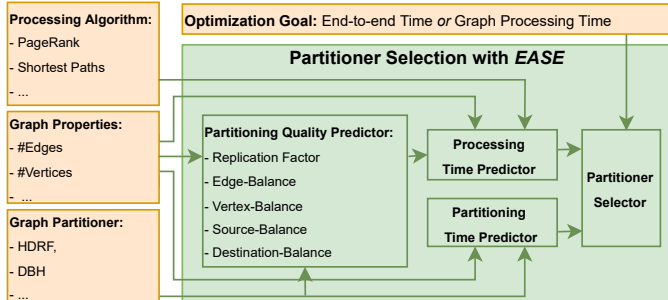 Processing Algorithm:
- PageRank
- Shortest Paths
- ...
Optimization Goal: End-to-end Time or Graph Processing Time
Partitioner Selection with EASE
Graph Properties:
- #Edges
- #Vertices
- ...
Graph Partitioner:
- HDRF,
- DBH
- ...
Partitioning Quality Predictor:
- Replication Factor
- Edge-Balance
- Vertex-Balance
- Source-Balance
- Destination-Balance
Processing
Time Predictor
Partitioning
Time Predictor
Partitioner
Selector